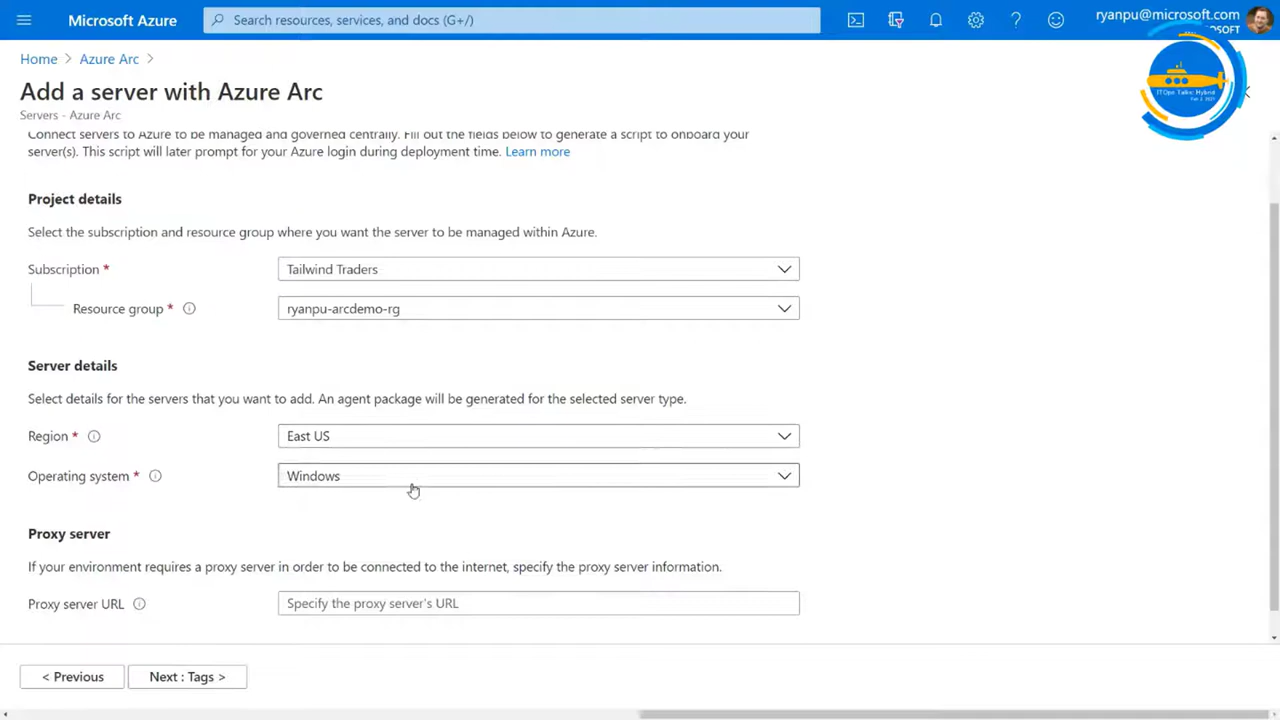 Microsoft Azure
Search resources, services, and docs (G+/)
ryanpu@microsoft.com
Home > Azure Arc >
Add a server with Azure Arc
Servers - Azure Arc
ITOps Talks: Hybrid
Feb 2, 2021
Connect servers to Azure to be managed and governed centrally. Fill out the fields below to generate a script to onboard your
server(s). This script will later prompt for your Azure login during deployment time. Learn more
Project details
Select the subscription and resource group where you want the server to be managed within Azure.
Subscription * Tailwind Traders
Resource group * ryanpu-arcdemo-rg
Server details
Select details for the servers that you want to add. An agent package will be generated for the selected server type.
Region * East US
Operating system * Windows
Proxy server
If your environment requires a proxy server in order to be connected to the internet, specify the proxy server information.
Proxy server URL Specify the proxy server's URL
< Previous Next : Tags >